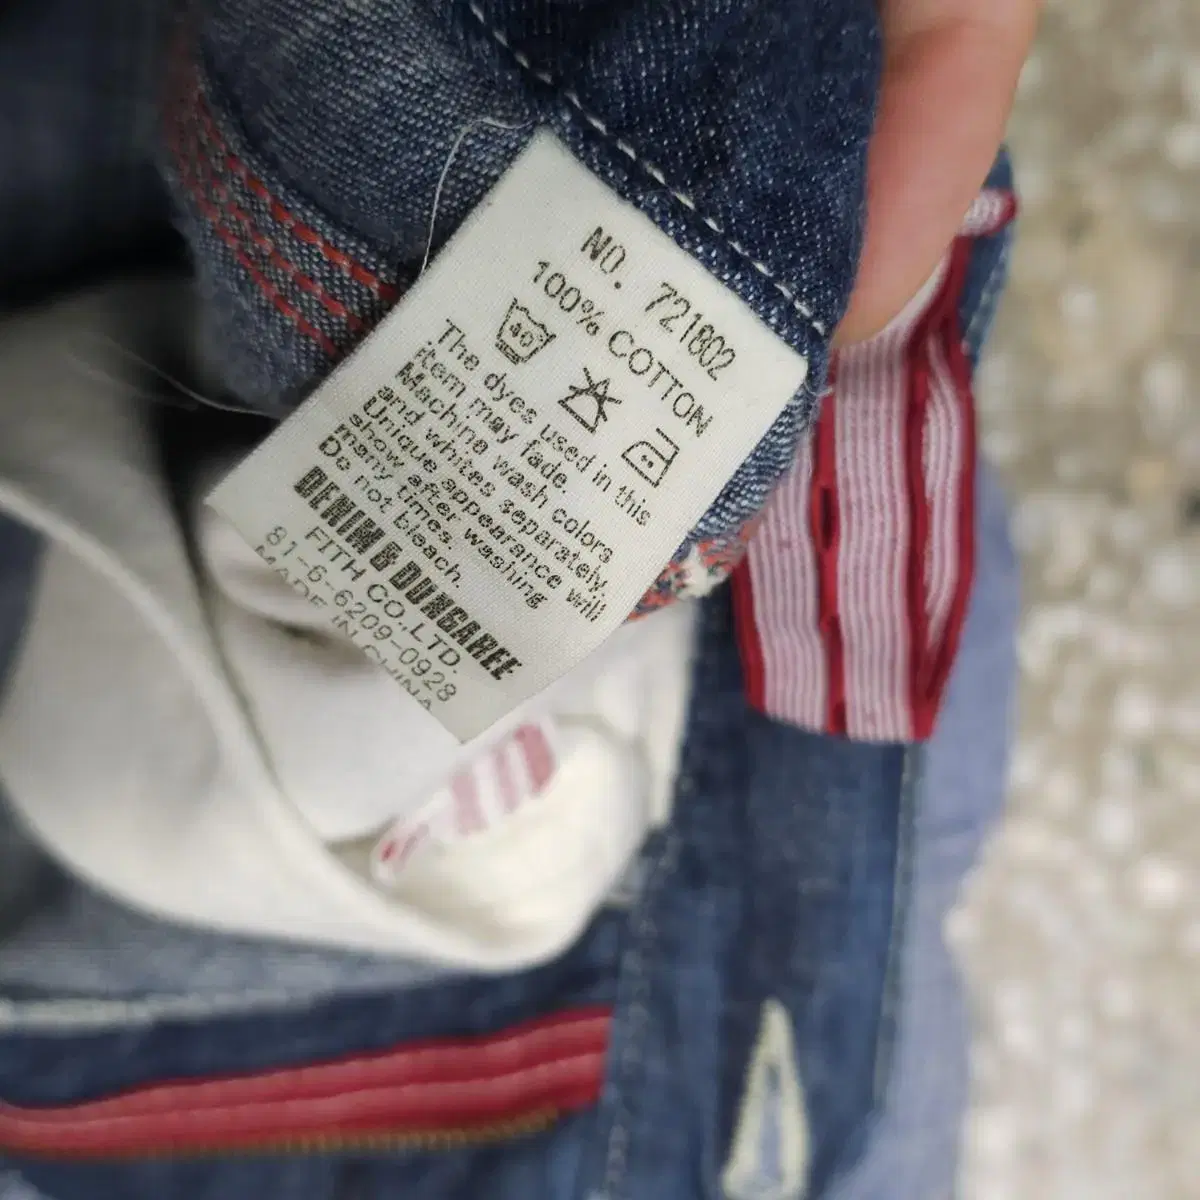 NO. 721802
100% COTTON
40
The dyes used in this
item may fade.
Machine wash colors
and whites separately.
Unique appearance will
show after washing
many times.
Do not bleach.
DENIM & DUNGAREE
FITH CO.,LTD.
81-6-6209-0928
MADE IN CHINA